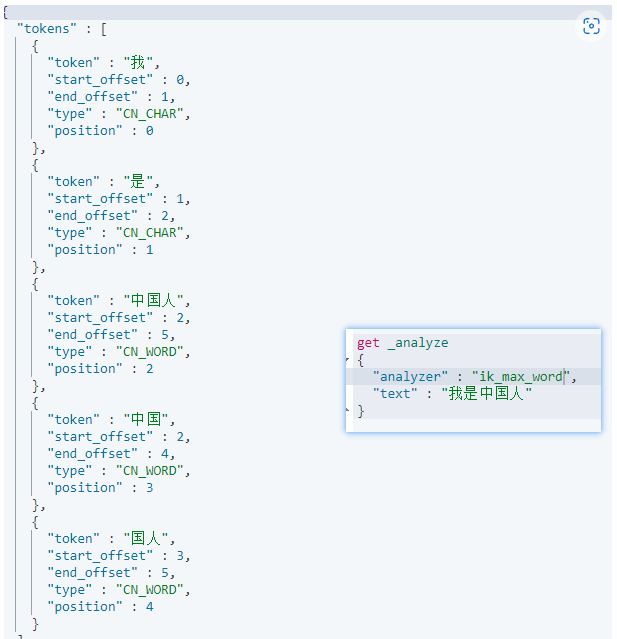 {
"tokens" : [
{
"token" : "我",
"start_offset" : 0,
"end_offset" : 1,
"type" : "CN_CHAR",
"position" : 0
},
{
"token" : "是",
"start_offset" : 1,
"end_offset" : 2,
"type" : "CN_CHAR",
"position" : 1
},
{
"token" : "中国人",
"start_offset" : 2,
"end_offset" : 5,
"type" : "CN_WORD",
"position" : 2
},
{
"token" : "中国",
"start_offset" : 2,
"end_offset" : 4,
"type" : "CN_WORD",
"position" : 3
},
{
"token" : "国人",
"start_offset" : 3,
"end_offset" : 5,
"type" : "CN_WORD",
"position" : 4
}
]
get _analyze
{
"analyzer" : "ik_max_word",
"text" : "我是中国人"
}